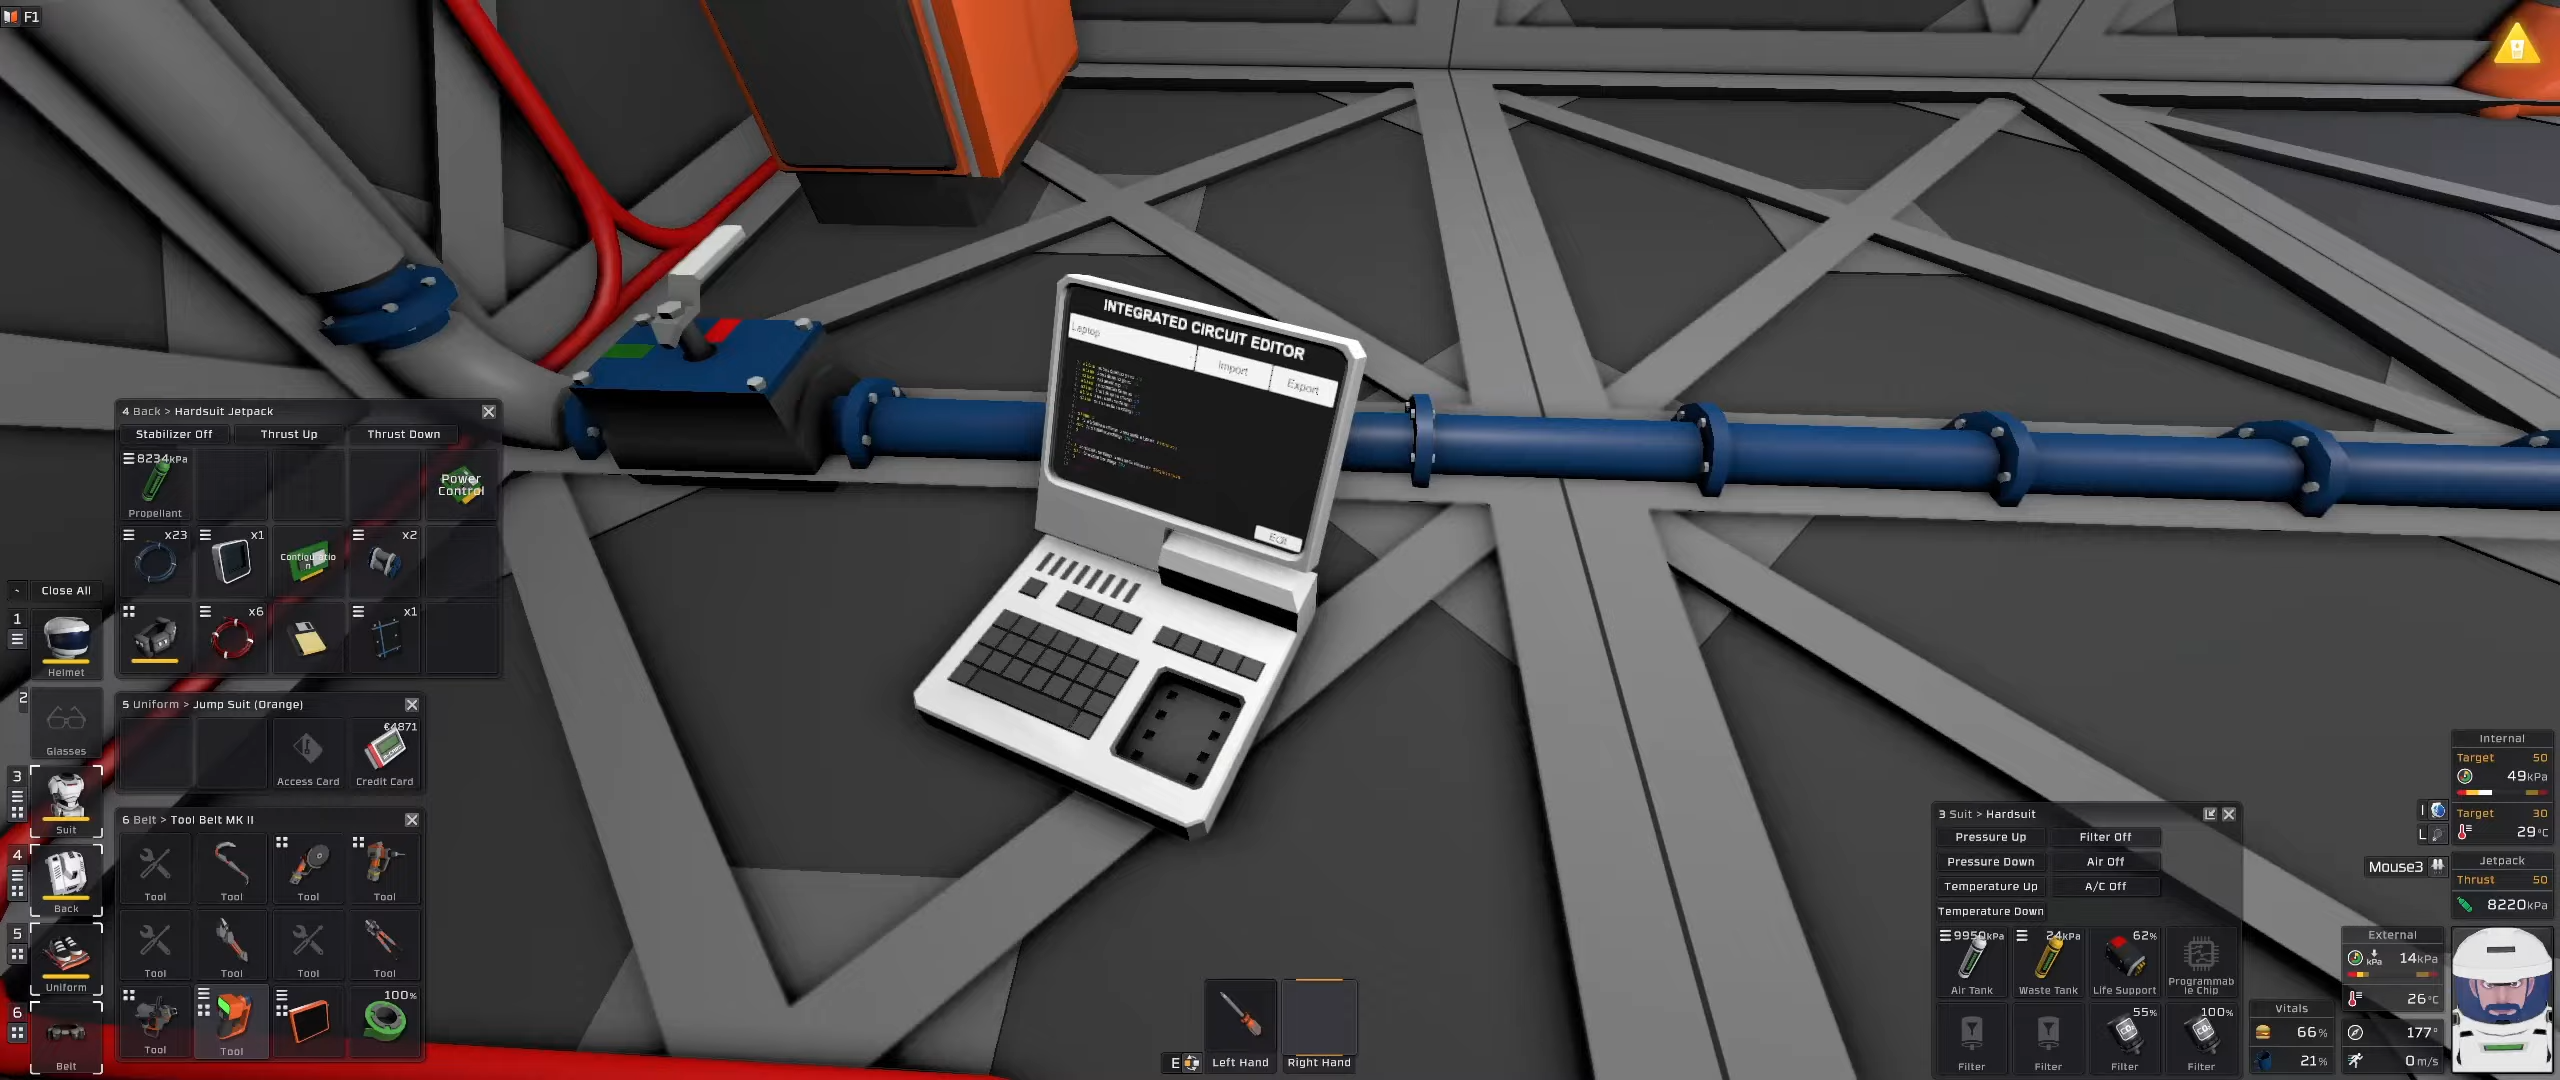 F1
INTEGRATED CIRCUIT EDITOR
Laptop
Import
Export
Edit
4 Back > Hardsuit Jetpack
Stabilizer Off
Thrust Up
Thrust Down
8234kPa
Propellant
Power Control
x23
x1
Configuration
x2
x6
x1
~
Close All
1
Helmet
2
Glasses
3
Suit
4
Back
5
Uniform
6
Belt
5 Uniform > Jump Suit (Orange)
Access Card
€4871
Credit Card
6 Belt > Tool Belt MK II
Tool
Tool
Tool
Tool
Tool
Tool
Tool
Tool
Tool
Tool
100%
E
Left Hand
Right Hand
3 Suit > Hardsuit
Pressure Up
Filter Off
Pressure Down
Air Off
Temperature Up
A/C Off
Temperature Down
9950kPa
Air Tank
24kPa
Waste Tank
62%
Life Support
Programmable Chip
Filter
Filter
55%
Filter
100%
Filter
Internal
Target 50
49kPa
Target 30
29°C
I
L
Mouse3
Jetpack
Thrust 50
8220kPa
External
kPa
14kPa
26°C
177°
0m/s
Vitals
66%
21%